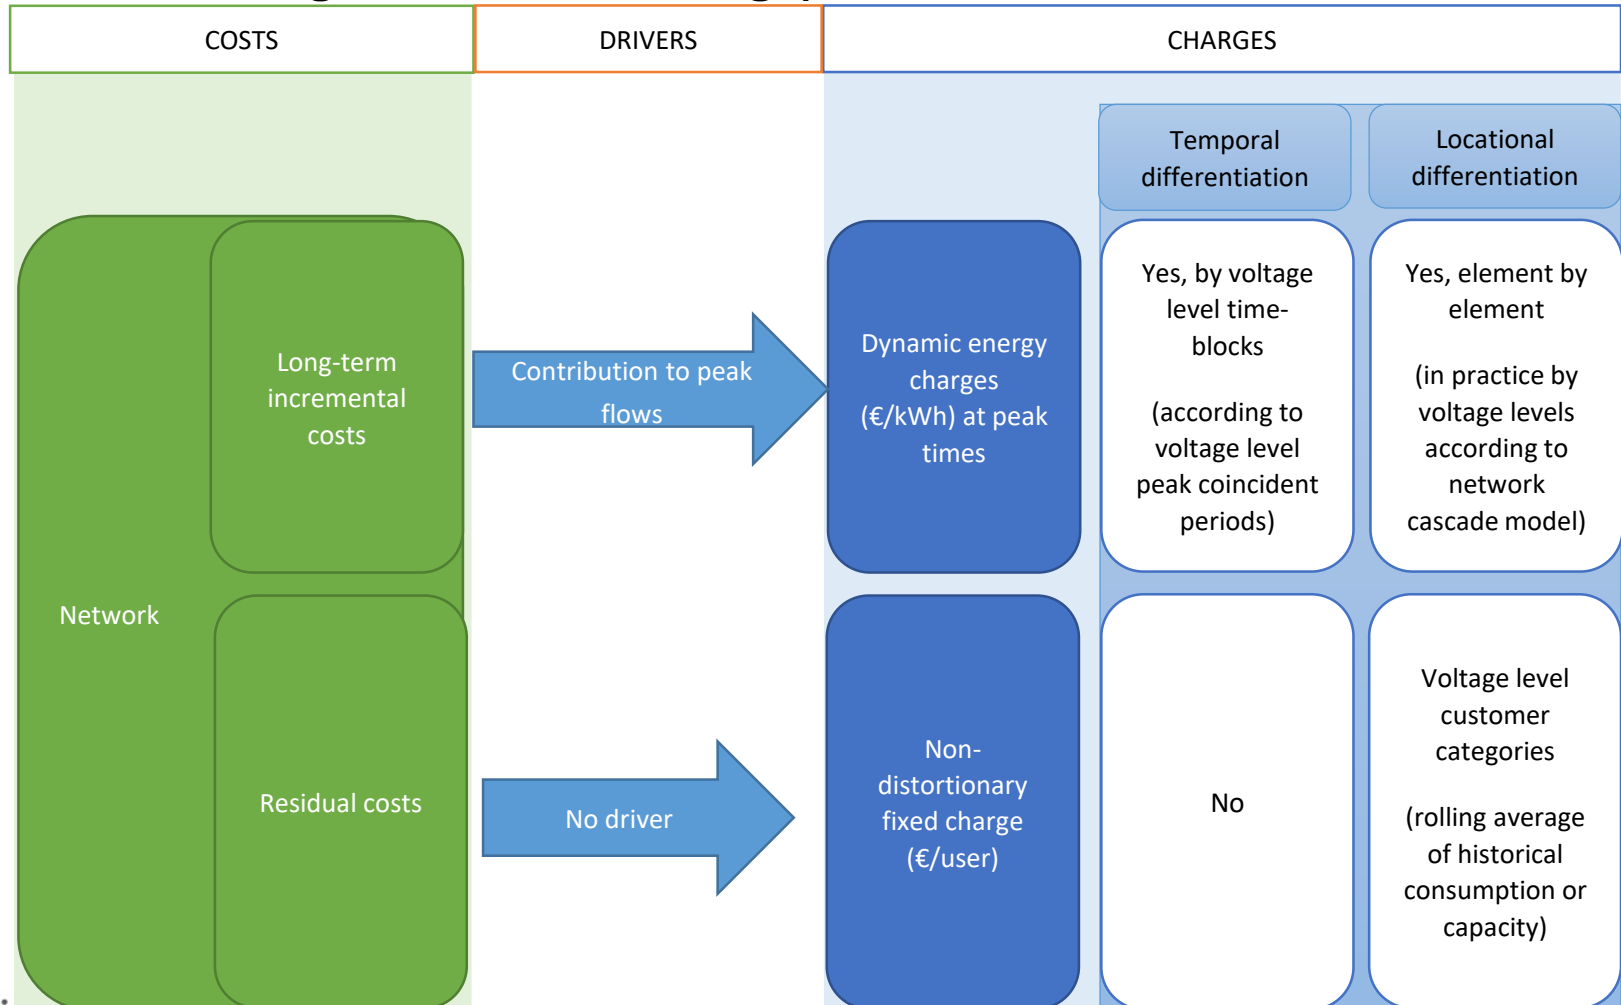 COSTS
DRIVERS
CHARGES
Temporal
differentiation
Locational
differentiation
Network
Long-term
incremental
costs
Contribution to peak
flows
Dynamic energy
charges
(€/kWh) at peak
times
Yes, by voltage
level time-
blocks
(according to
voltage level
peak coincident
periods)
Yes, element by
element
(in practice by
voltage levels
according to
network
cascade model)
Residual costs
No driver
Non-
distortionary
fixed charge
(€/user)
No
Voltage level
customer
categories
(rolling average
of historical
consumption or
capacity)